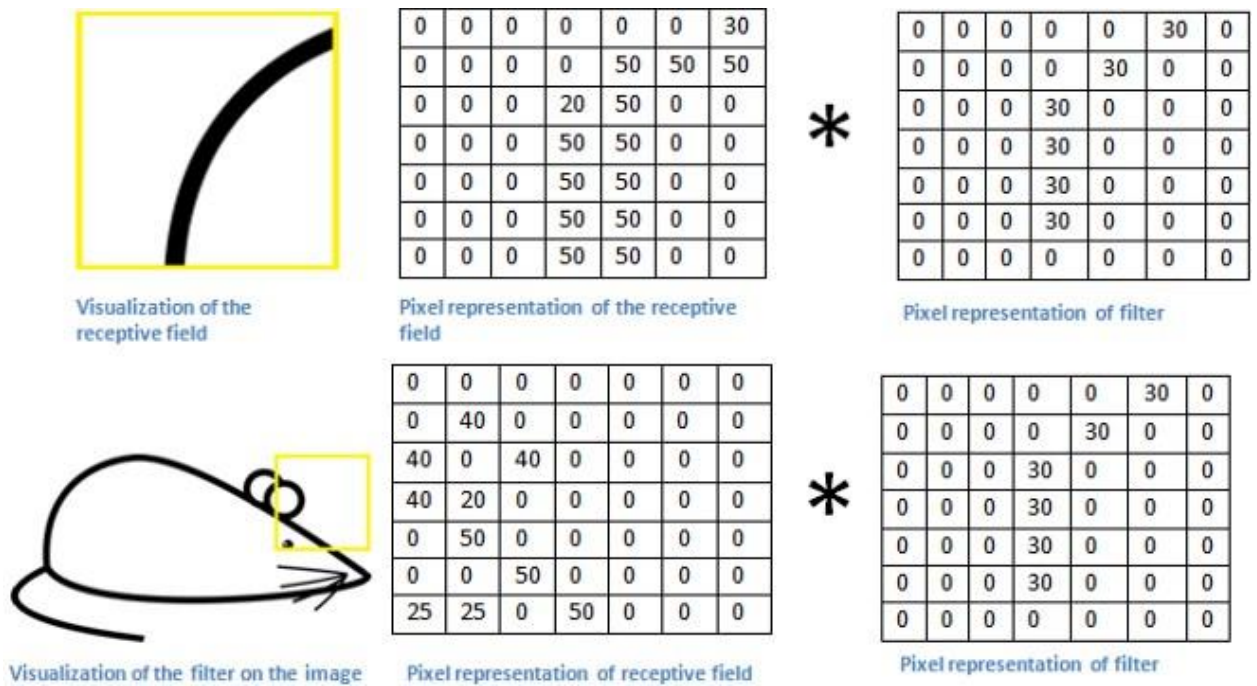 0 0 0 0 0 0 30
0 0 0 0 50 50 50
0 0 0 20 50 0 0
0 0 0 50 50 0 0
0 0 0 50 50 0 0
0 0 0 50 50 0 0
0 0 0 50 50 0 0
*
0 0 0 0 0 30 0
0 0 0 0 30 0 0
0 0 0 30 0 0 0
0 0 0 30 0 0 0
0 0 0 30 0 0 0
0 0 0 30 0 0 0
0 0 0 0 0 0 0
Visualization of the
receptive field
Pixel representation of the receptive
field
Pixel representation of filter
0 0 0 0 0 0 0
0 40 0 0 0 0 0
40 0 40 0 0 0 0
40 20 0 0 0 0 0
0 50 0 0 0 0 0
0 0 50 0 0 0 0
25 25 0 50 0 0 0
*
0 0 0 0 0 30 0
0 0 0 0 30 0 0
0 0 0 30 0 0 0
0 0 0 30 0 0 0
0 0 0 30 0 0 0
0 0 0 30 0 0 0
0 0 0 0 0 0 0
Visualization of the filter on the image
Pixel representation of receptive field
Pixel representation of filter